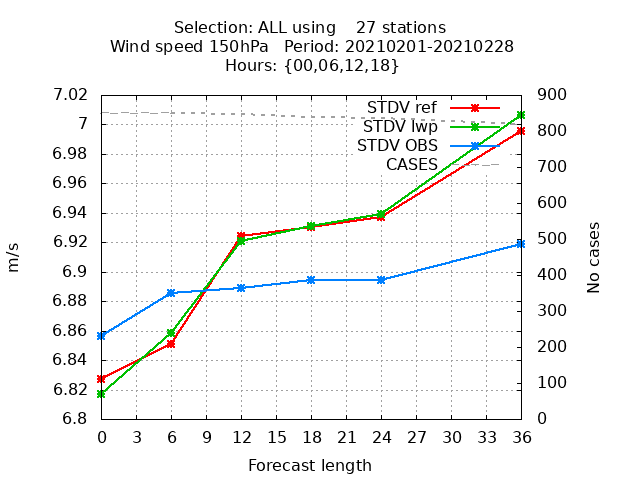 Selection: ALL using    27 stations
Wind speed 150hPa   Period: 20210201-20210228
Hours: {00,06,12,18}
7.02
7
6.98
6.96
6.94
6.92
6.9
6.88
6.86
6.84
6.82
6.8
m/s
STDV ref
STDV lwp
STDV OBS
CASES
900
800
700
600
500
400
300
200
100
0
No cases
0 3 6 9 12 15 18 21 24 27 30 33 36
Forecast length